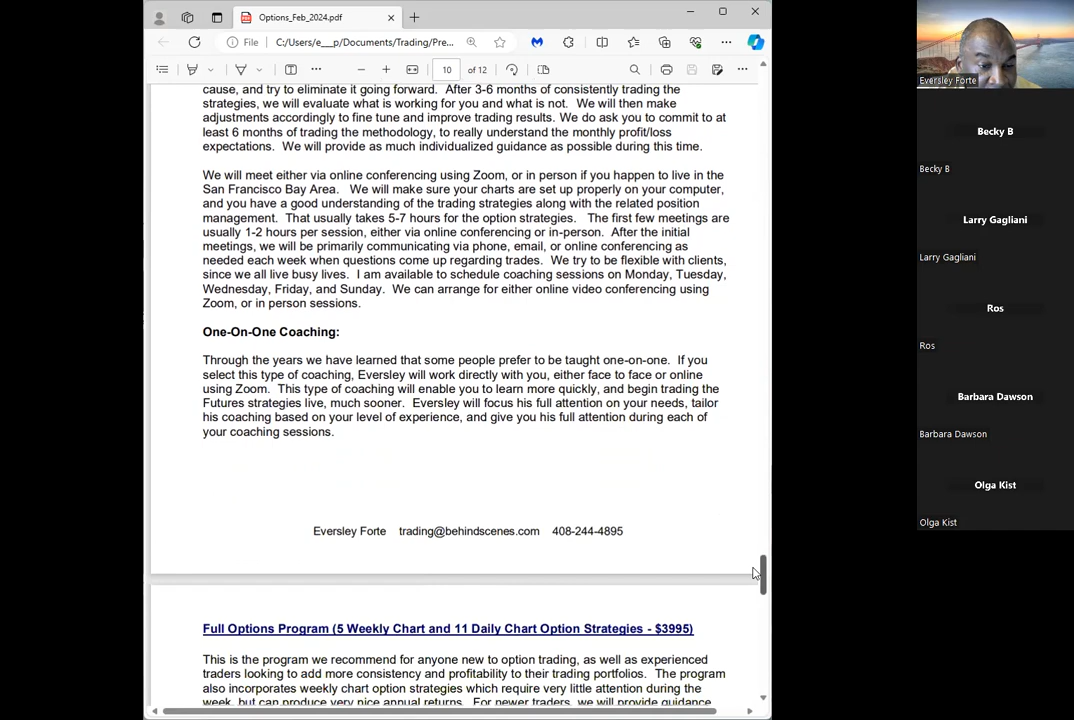 Options_Feb_2024.pdf
File
C:/Users/e___p/Documents/Trading/Pre...
10
of 12
cause, and try to eliminate it going forward. After 3-6 months of consistently trading the
strategies, we will evaluate what is working for you and what is not. We will then make
adjustments accordingly to fine tune and improve trading results. We do ask you to commit to at
least 6 months of trading the methodology, to really understand the monthly profit/loss
expectations. We will provide as much individualized guidance as possible during this time.
We will meet either via online conferencing using Zoom, or in person if you happen to live in the
San Francisco Bay Area. We will make sure your charts are set up properly on your computer,
and you have a good understanding of the trading strategies along with the related position
management. That usually takes 5-7 hours for the option strategies. The first few meetings are
usually 1-2 hours per session, either via online conferencing or in-person. After the initial
meetings, we will be primarily communicating via phone, email, or online conferencing as
needed each week when questions come up regarding trades. We try to be flexible with clients,
since we all live busy lives. I am available to schedule coaching sessions on Monday, Tuesday,
Wednesday, Friday, and Sunday. We can arrange for either online video conferencing using
Zoom, or in person sessions.
One-On-One Coaching:
Through the years we have learned that some people prefer to be taught one-on-one. If you
select this type of coaching, Eversley will work directly with you, either face to face or online
using Zoom. This type of coaching will enable you to learn more quickly, and begin trading the
Futures strategies live, much sooner. Eversley will focus his full attention on your needs, tailor
his coaching based on your level of experience, and give you his full attention during each of
your coaching sessions.
Eversley Forte trading@behindscenes.com 408-244-4895
Full Options Program (5 Weekly Chart and 11 Daily Chart Option Strategies - $3995)
This is the program we recommend for anyone new to option trading, as well as experienced
traders looking to add more consistency and profitability to their trading portfolios. The program
also incorporates weekly chart option strategies which require very little attention during the
week, but can produce very nice annual returns. For newer traders, we will provide guidance
Eversley Forte
Becky B
Becky B
Larry Gagliani
Larry Gagliani
Ros
Ros
Barbara Dawson
Barbara Dawson
Olga Kist
Olga Kist